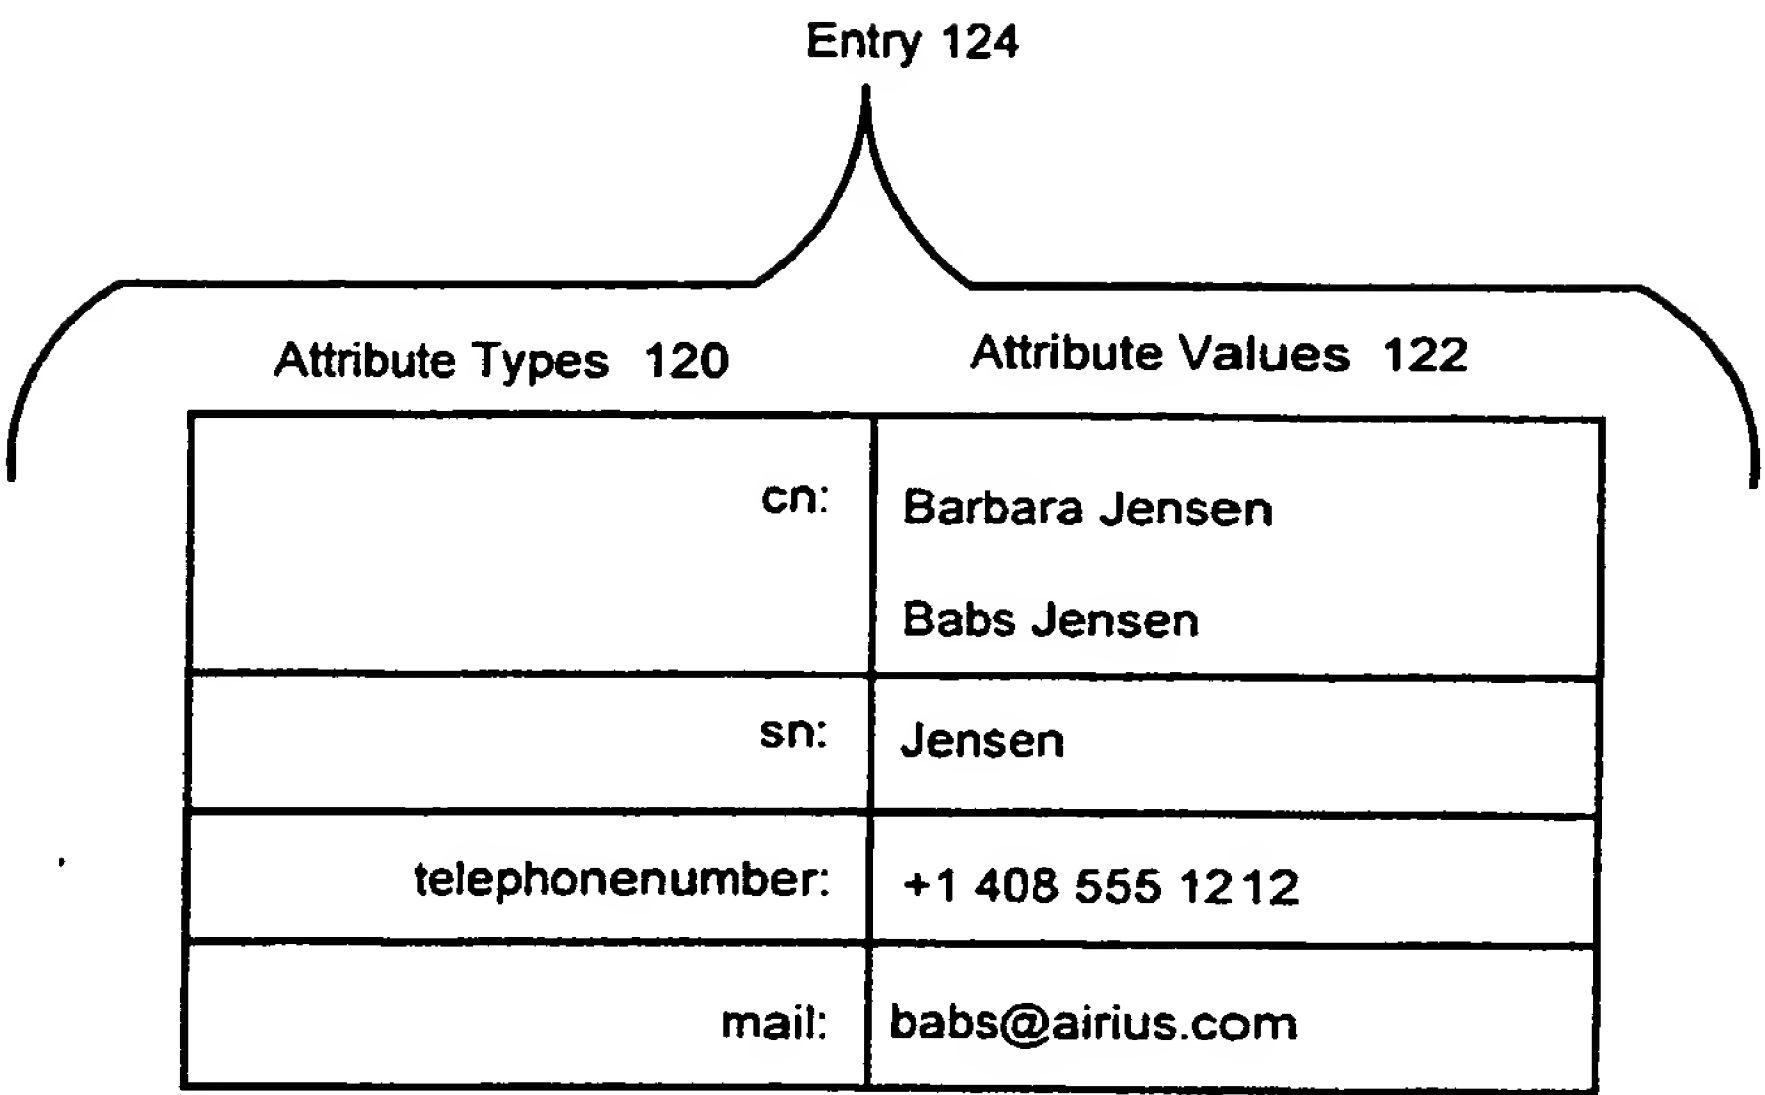 Entry 124
Attribute Types 120 Attribute Values 122
cn: Barbara Jensen
Babs Jensen
sn: Jensen
telephonenumber: +1 408 555 1212
mail: babs@airius.com